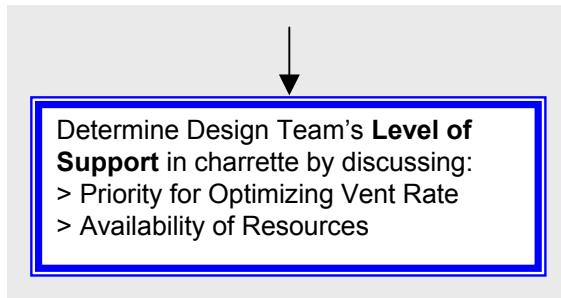 Determine Design Team's Level of
Support in charrette by discussing:
> Priority for Optimizing Vent Rate
> Availability of Resources